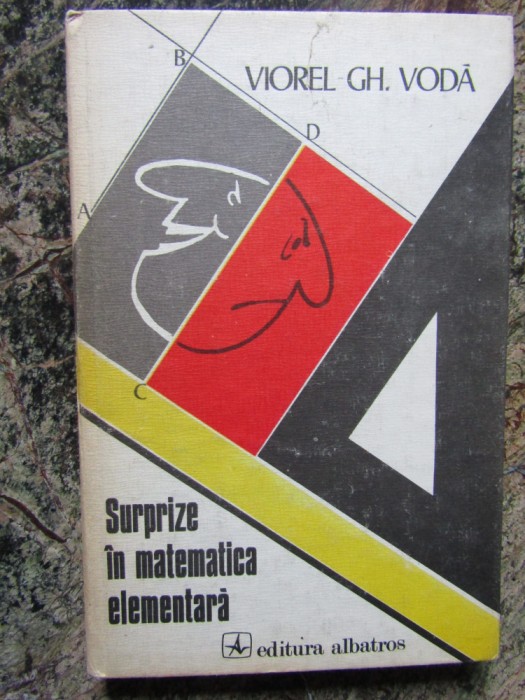 VIOREL GH. VODĂ
B
D
A
C
Surprize
în matematica
elementară
A editura albatros